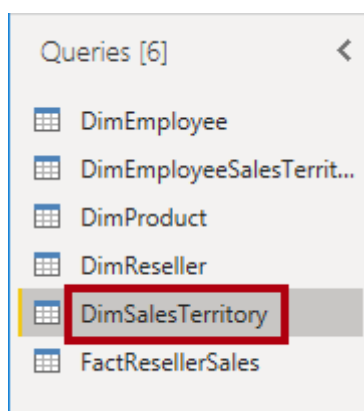 Queries [6]
DimEmployee
DimEmployeeSalesTerrit...
DimProduct
DimReseller
DimSalesTerritory
FactResellerSales